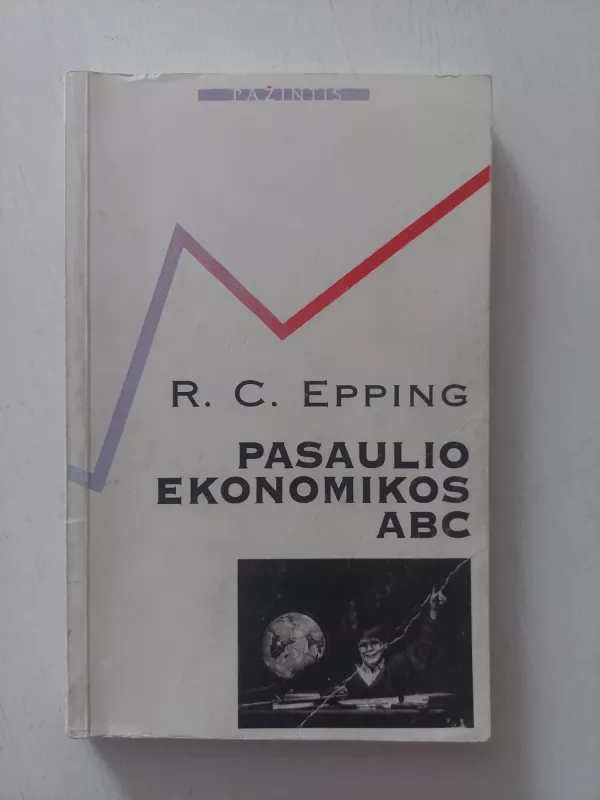 PAŽINTIS
R. C. EPPING
PASAULIO
EKONOMIKOS
ABC